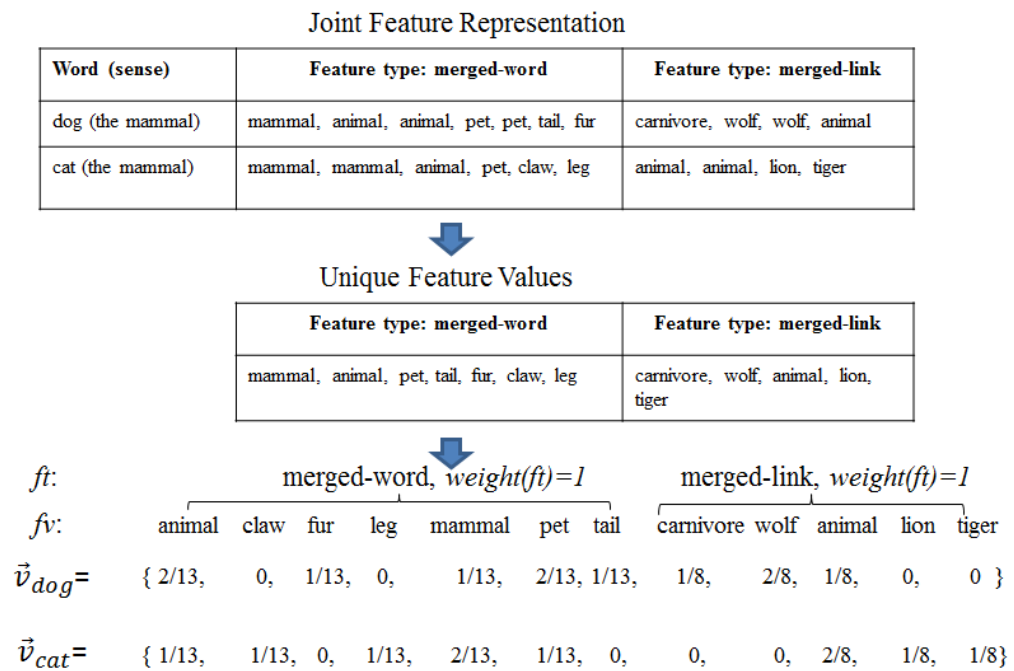 Joint Feature Representation
Word (sense) Feature type: merged-word Feature type: merged-link
dog (the mammal) mammal, animal, animal, pet, pet, tail, fur carnivore, wolf, wolf, animal
cat (the mammal) mammal, mammal, animal, pet, claw, leg animal, animal, lion, tiger
Unique Feature Values
Feature type: merged-word Feature type: merged-link
mammal, animal, pet, tail, fur, claw, leg carnivore, wolf, animal, lion,
tiger
ft: merged-word, weight(ft)=1 merged-link, weight(ft)=1
fv: animal claw fur leg mammal pet tail carnivore wolf animal lion tiger
v⃗dog= { 2/13, 0, 1/13, 0, 1/13, 2/13, 1/13, 1/8, 2/8, 1/8, 0, 0 }
v⃗cat= { 1/13, 1/13, 0, 1/13, 2/13, 1/13, 0, 0, 0, 2/8, 1/8, 1/8}